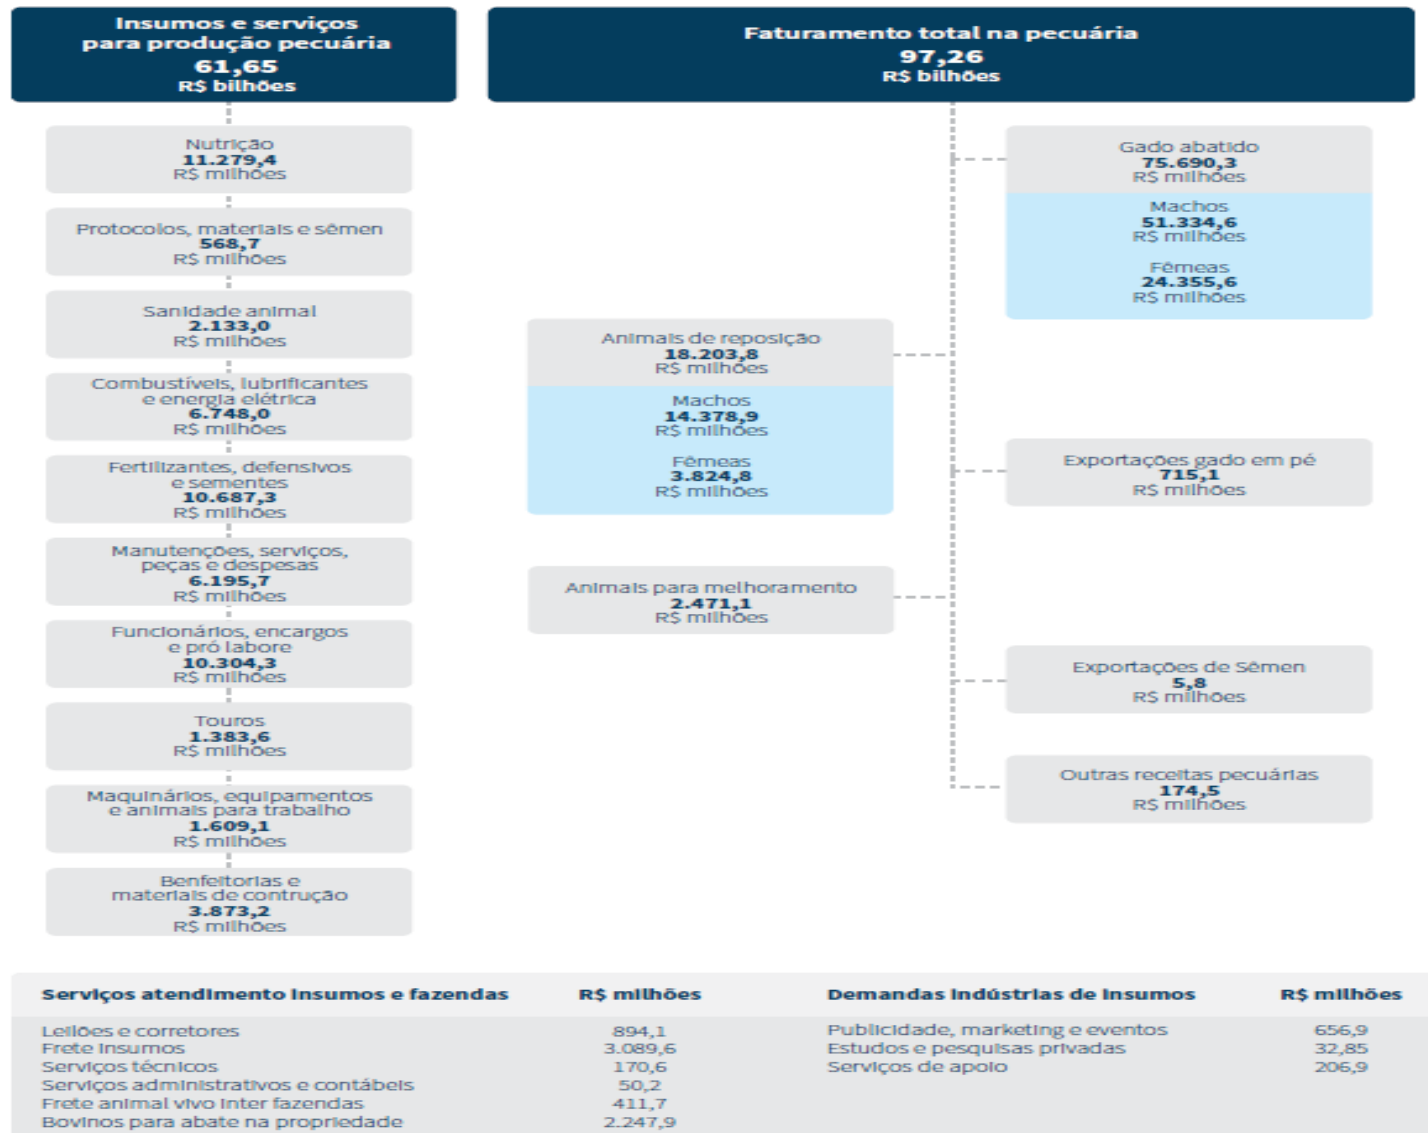 Insumos e serviços
para produção pecuária
61,65
R$ bilhões
Nutrição
11.279,4
R$ milhões
Protocolos, materiais e sêmen
568,7
R$ milhões
Sanidade animal
2.133,0
R$ milhões
Combustíveis, lubrificantes
e energia elétrica
6.748,0
R$ milhões
Fertilizantes, defensivos
e sementes
10.687,3
R$ milhões
Manutenções, serviços,
peças e despesas
6.195,7
R$ milhões
Funcionários, encargos
e pró labore
10.304,3
R$ milhões
Touros
1.383,6
R$ milhões
Maquinários, equipamentos
e animais para trabalho
1.609,1
R$ milhões
Benfeitorias e
materiais de contrução
3.873,2
R$ milhões
Faturamento total na pecuária
97,26
R$ bilhões
Gado abatido
75.690,3
R$ milhões
Machos
51.334,6
R$ milhões
Fêmeas
24.355,6
R$ milhões
Animais de reposição
18.203,8
R$ milhões
Machos
14.378,9
R$ milhões
Fêmeas
3.824,8
R$ milhões
Exportações gado em pé
715,1
R$ milhões
Animais para melhoramento
2.471,1
R$ milhões
Exportações de Sêmen
5,8
R$ milhões
Outras receitas pecuárias
174,5
R$ milhões
Serviços atendimento insumos e fazendas R$ milhões
Leilões e corretores 894,1
Frete insumos 3.089,6
Serviços técnicos 170,6
Serviços administrativos e contábeis 50,2
Frete animal vivo inter fazendas 411,7
Bovinos para abate na propriedade 2.247,9
Demandas indústrias de insumos R$ milhões
Publicidade, marketing e eventos 656,9
Estudos e pesquisas privadas 32,85
Serviços de apoio 206,9